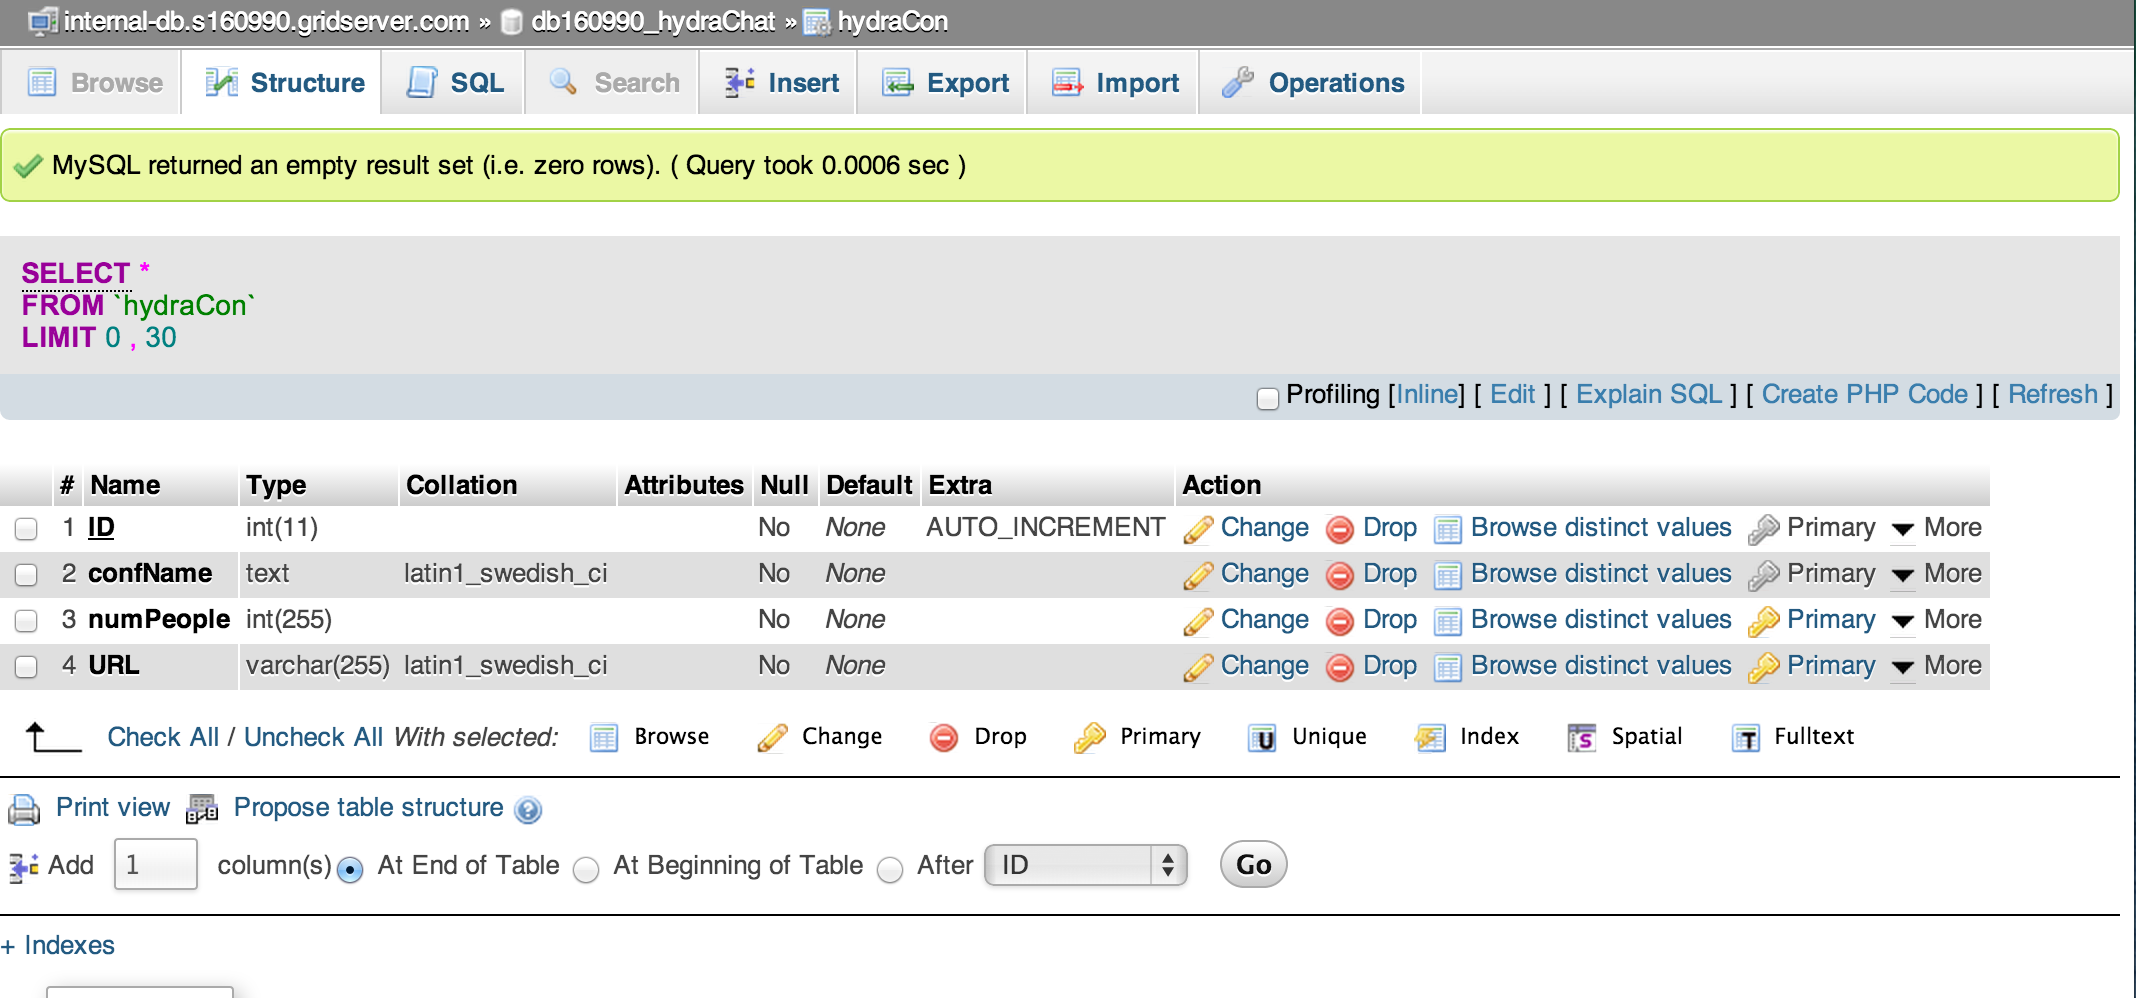 internal-db.s160990.gridserver.com » db160990_hydraChat » hydraCon
Browse Structure SQL Search Insert Export Import Operations
MySQL returned an empty result set (i.e. zero rows). ( Query took 0.0006 sec )
SELECT *
FROM `hydraCon`
LIMIT 0 , 30
Profiling [Inline] [ Edit ] [ Explain SQL ] [ Create PHP Code ] [ Refresh ]
# Name Type Collation Attributes Null Default Extra Action
1 ID int(11) No None AUTO_INCREMENT Change Drop Browse distinct values Primary More
2 confName text latin1_swedish_ci No None Change Drop Browse distinct values Primary More
3 numPeople int(255) No None Change Drop Browse distinct values Primary More
4 URL varchar(255) latin1_swedish_ci No None Change Drop Browse distinct values Primary More
Check All / Uncheck All With selected: Browse Change Drop Primary Unique Index Spatial Fulltext
Print view Propose table structure
Add 1 column(s) At End of Table At Beginning of Table After ID Go
+ Indexes